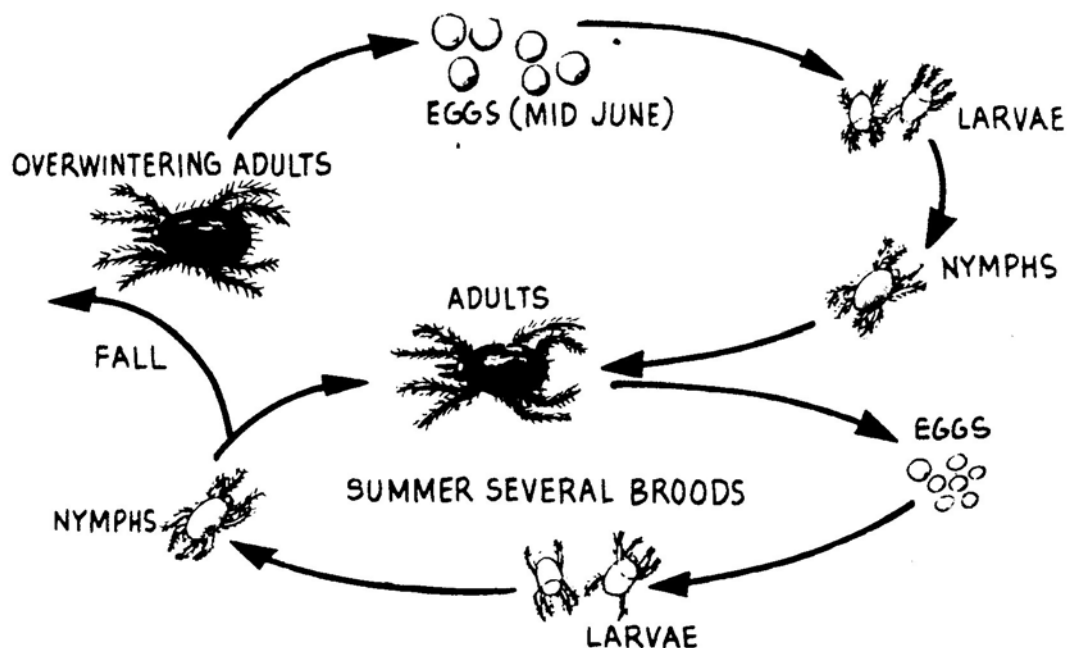 EGGS (MID JUNE)
LARVAE
OVERWINTERING ADULTS
NYMPHS
ADULTS
FALL
EGGS
SUMMER SEVERAL BROODS
NYMPHS
LARVAE